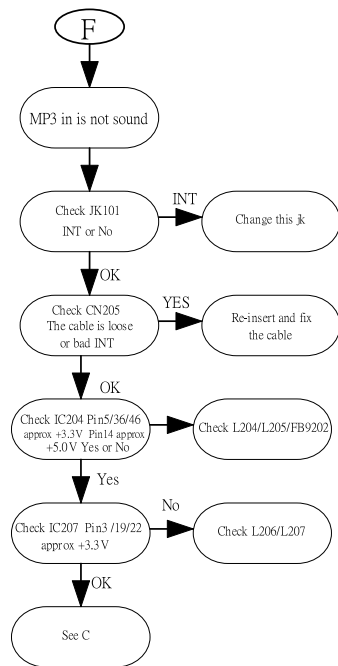 F
MP3 in is not sound
Check JK101
INT or No
INT
Change this jk
OK
Check CN205
The cable is loose
or bad INT
YES
Re-insert and fix
the cable
OK
Check IC204 Pin5/36/46
approx +3.3V Pin14 approx
+5.0V Yes or No
Check L204/L205/FB9202
Yes
Check IC207 Pin3 /19/22
approx +3.3V
No
Check L206/L207
OK
See C